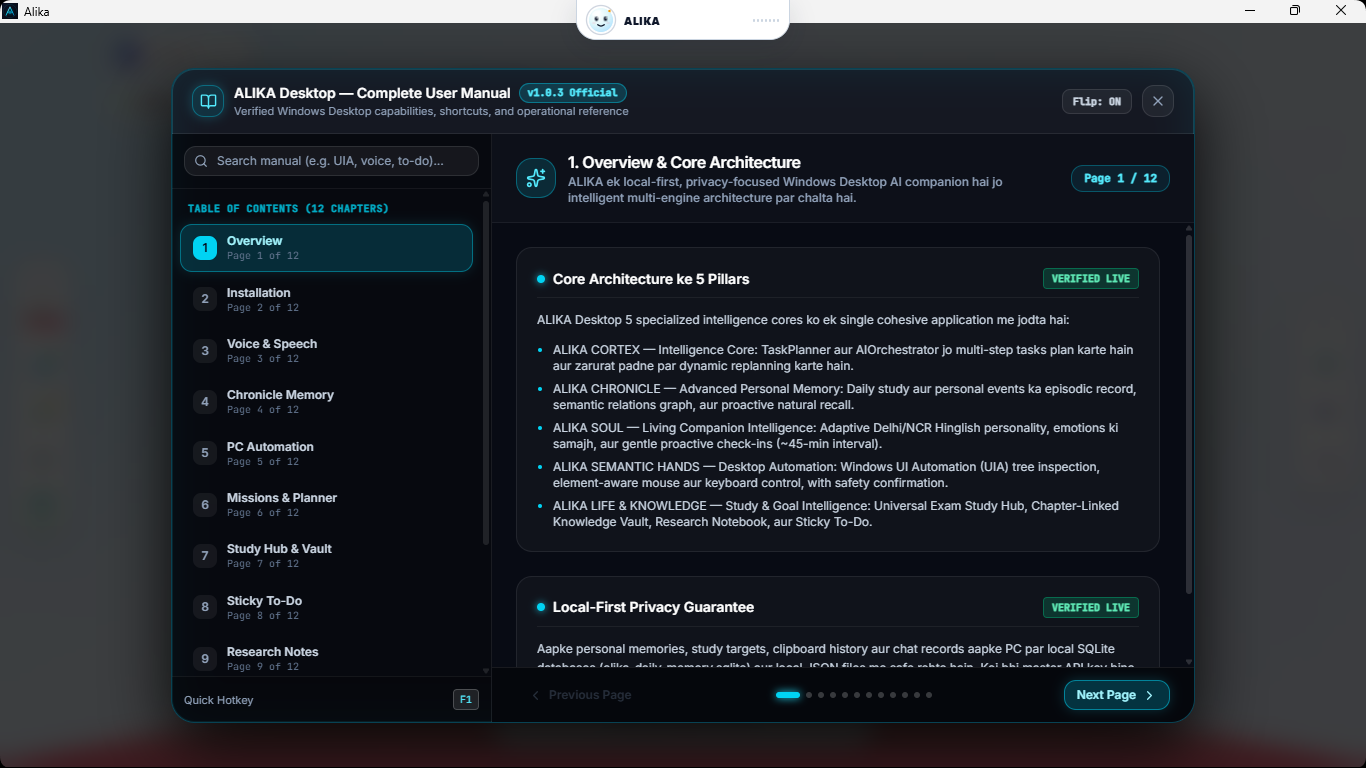 Alika
ALIKA
ALIKA Desktop — Complete User Manual
v1.0.3 Official
Verified Windows Desktop capabilities, shortcuts, and operational reference
Flip: ON
Search manual (e.g. UIA, voice, to-do)...
TABLE OF CONTENTS (12 CHAPTERS)
1
Overview
Page 1 of 12
2
Installation
Page 2 of 12
3
Voice & Speech
Page 3 of 12
4
Chronicle Memory
Page 4 of 12
5
PC Automation
Page 5 of 12
6
Missions & Planner
Page 6 of 12
7
Study Hub & Vault
Page 7 of 12
8
Sticky To-Do
Page 8 of 12
9
Research Notes
Page 9 of 12
Quick Hotkey
F1
1. Overview & Core Architecture
ALIKA ek local-first, privacy-focused Windows Desktop AI companion hai jo
intelligent multi-engine architecture par chalta hai.
Page 1 / 12
Core Architecture ke 5 Pillars
VERIFIED LIVE
ALIKA Desktop 5 specialized intelligence cores ko ek single cohesive application me jodta hai:
• ALIKA CORTEX — Intelligence Core: TaskPlanner aur AIOrchestrator jo multi-step tasks plan karte hain
aur zarurat padne par dynamic replanning karte hain.
• ALIKA CHRONICLE — Advanced Personal Memory: Daily study aur personal events ka episodic record,
semantic relations graph, aur proactive natural recall.
• ALIKA SOUL — Living Companion Intelligence: Adaptive Delhi/NCR Hinglish personality, emotions ki
samajh, aur gentle proactive check-ins (~45-min interval).
• ALIKA SEMANTIC HANDS — Desktop Automation: Windows UI Automation (UIA) tree inspection,
element-aware mouse aur keyboard control, with safety confirmation.
• ALIKA LIFE & KNOWLEDGE — Study & Goal Intelligence: Universal Exam Study Hub, Chapter-Linked
Knowledge Vault, Research Notebook, aur Sticky To-Do.
Local-First Privacy Guarantee
VERIFIED LIVE
Aapke personal memories, study targets, clipboard history aur chat records aapke PC par local SQLite
Previous Page
Next Page